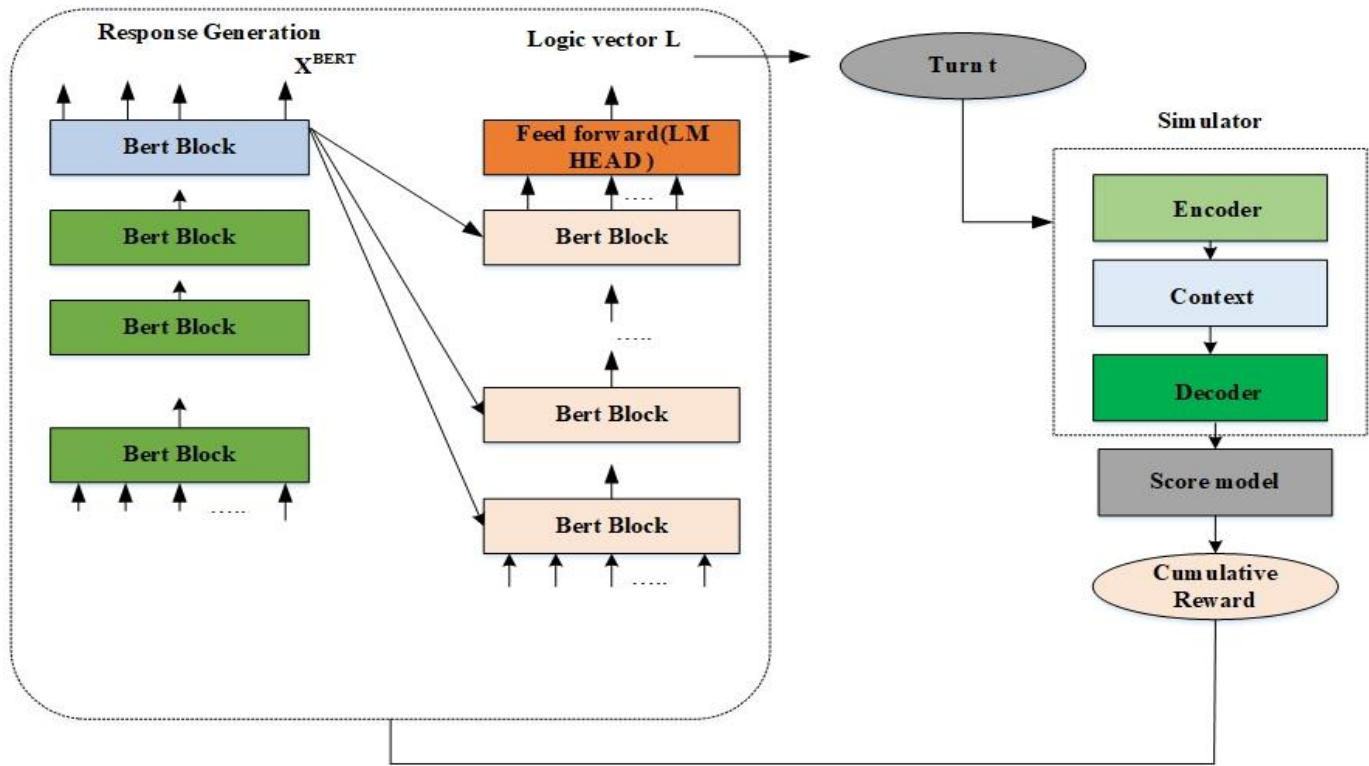 Response Generation
X^BERT
Bert Block
Bert Block
Bert Block
Bert Block
.....
Logic vector L
Feed forward(LM
HEAD )
.....
Bert Block
.....
Bert Block
Bert Block
.....
Turn t
Simulator
Encoder
Context
Decoder
Score model
Cumulative
Reward